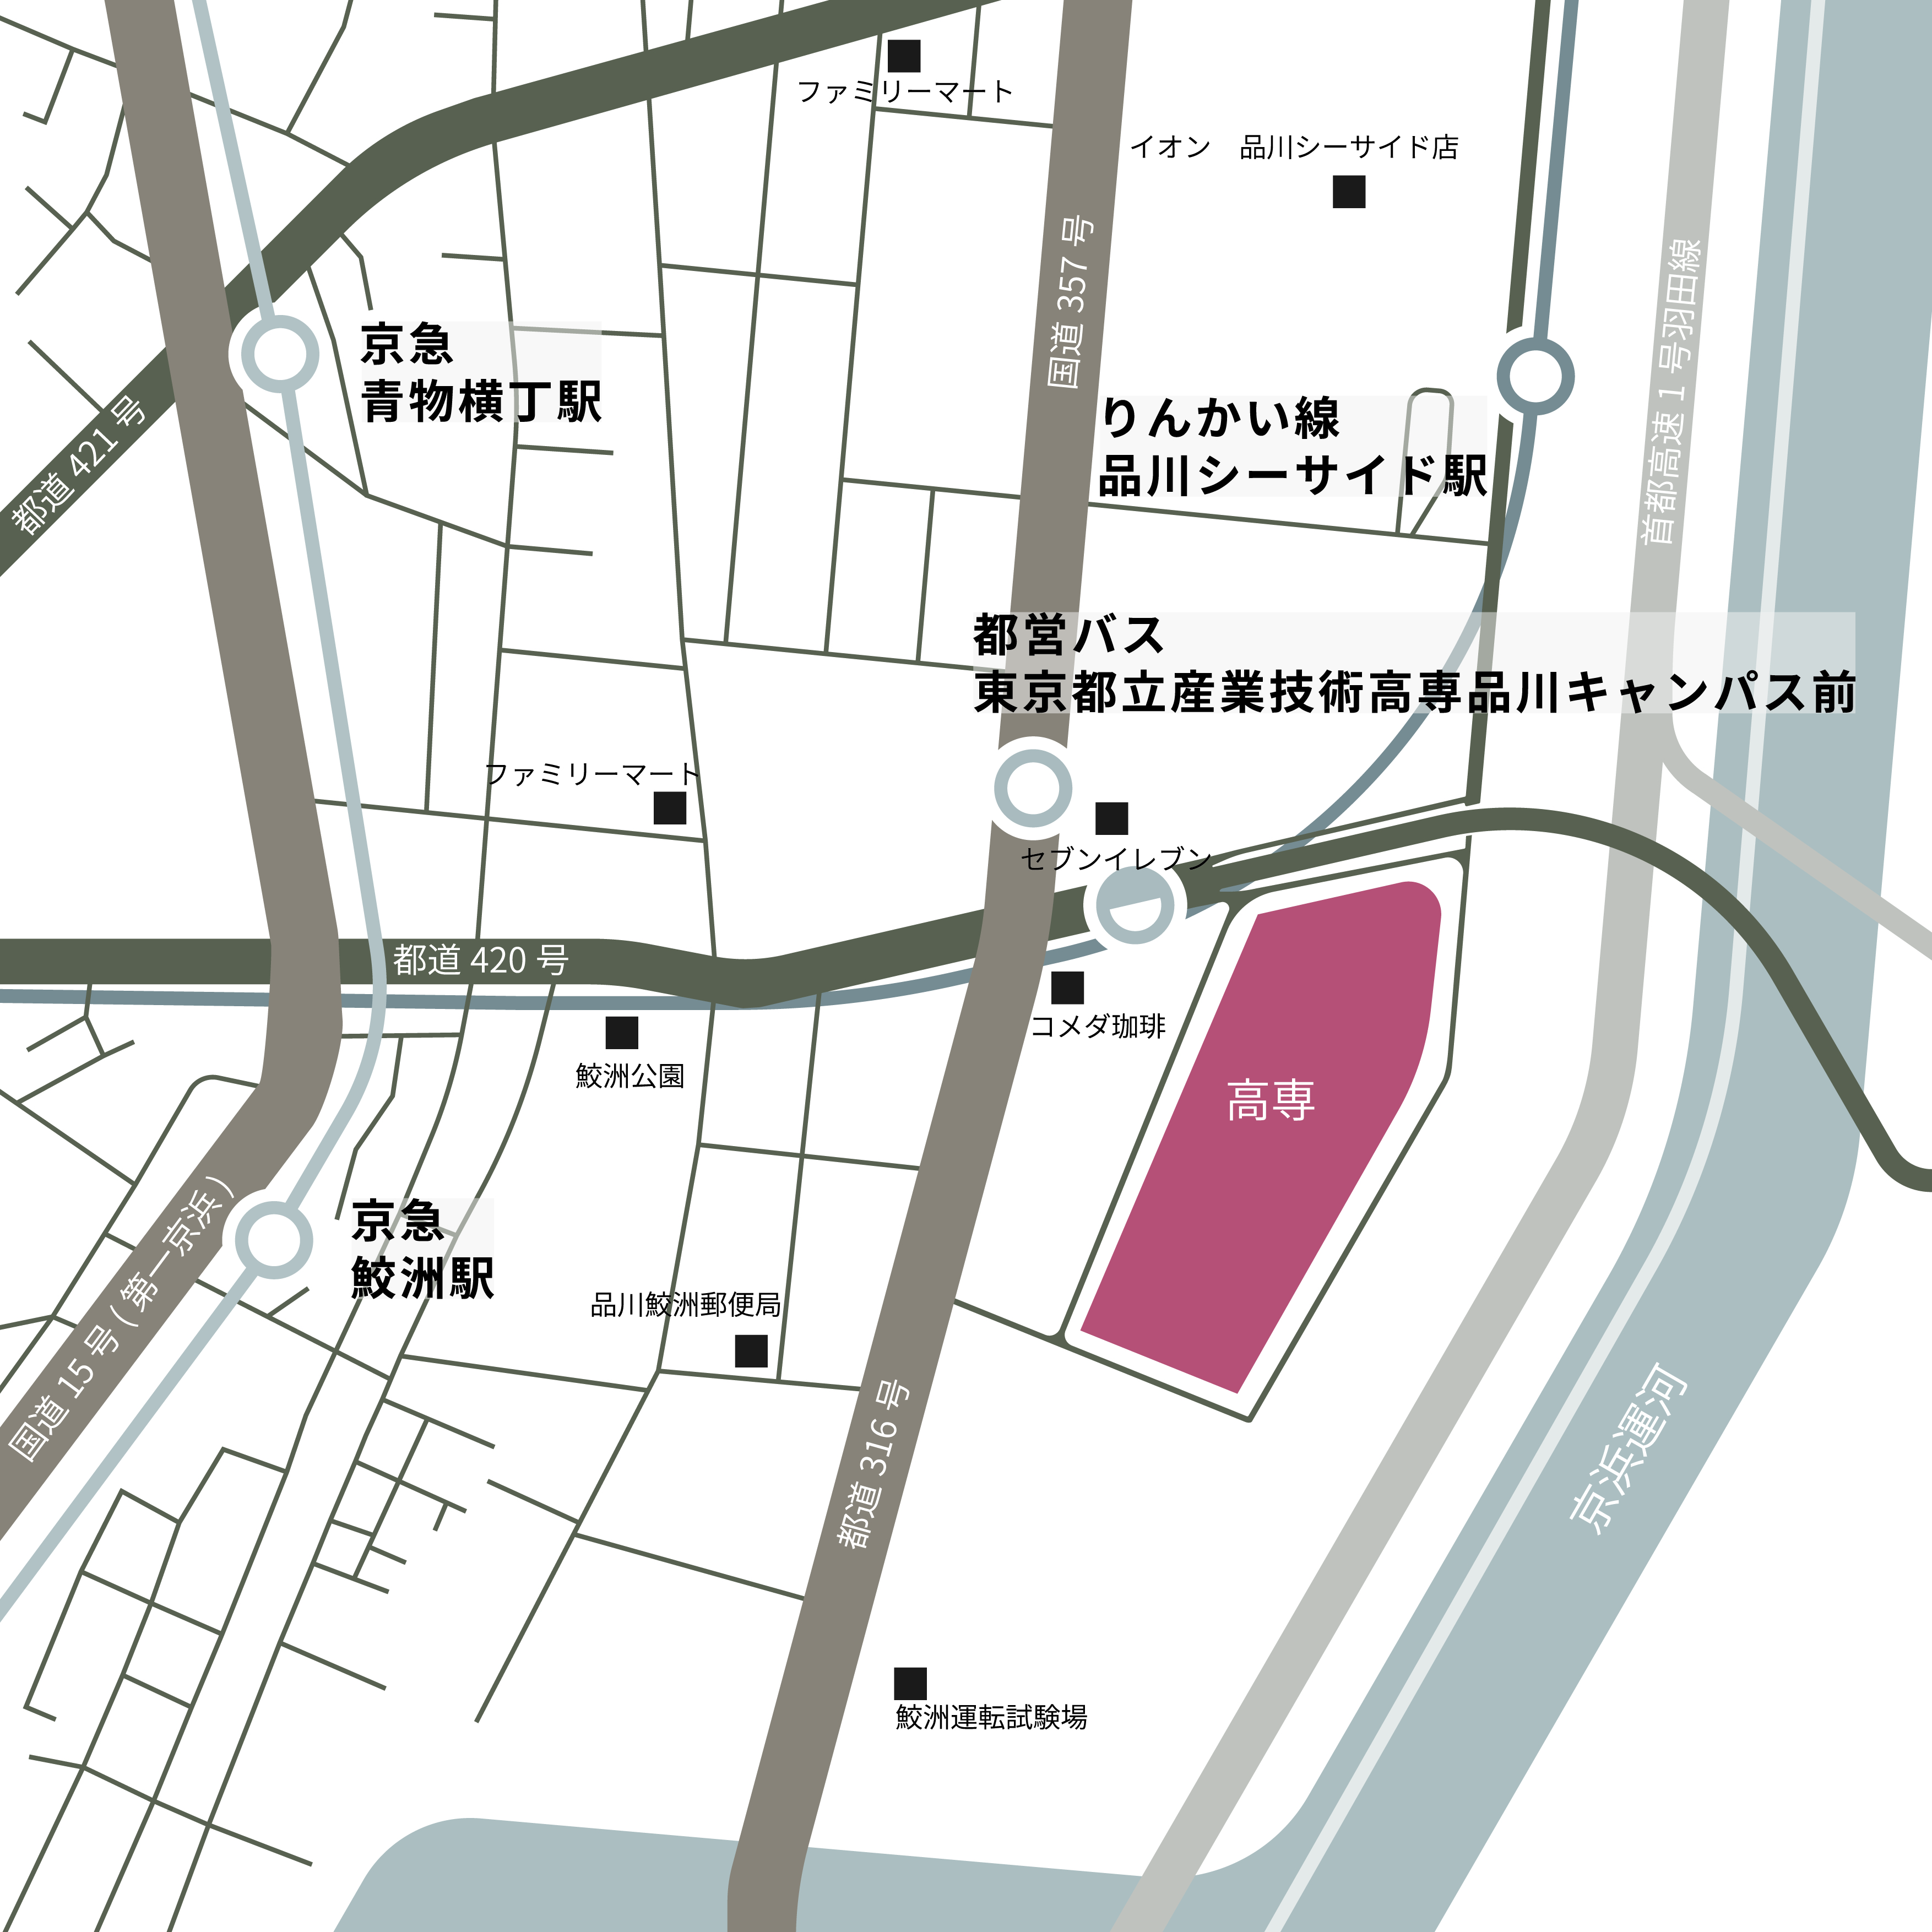 ファミリーマート
イオン　品川シーサイド店
国道 357 号
首都高速 1 号羽田線
京急
青物横丁駅
都道 421 号
りんかい線
品川シーサイド駅
都営バス
東京都立産業技術高専品川キャンパス前
ファミリーマート
セブンイレブン
都道 420 号
コメダ珈琲
鮫洲公園
高専
京急
鮫洲駅
国道 15 号（第一京浜）
品川鮫洲郵便局
都道 316 号
京浜運河
鮫洲運転試験場